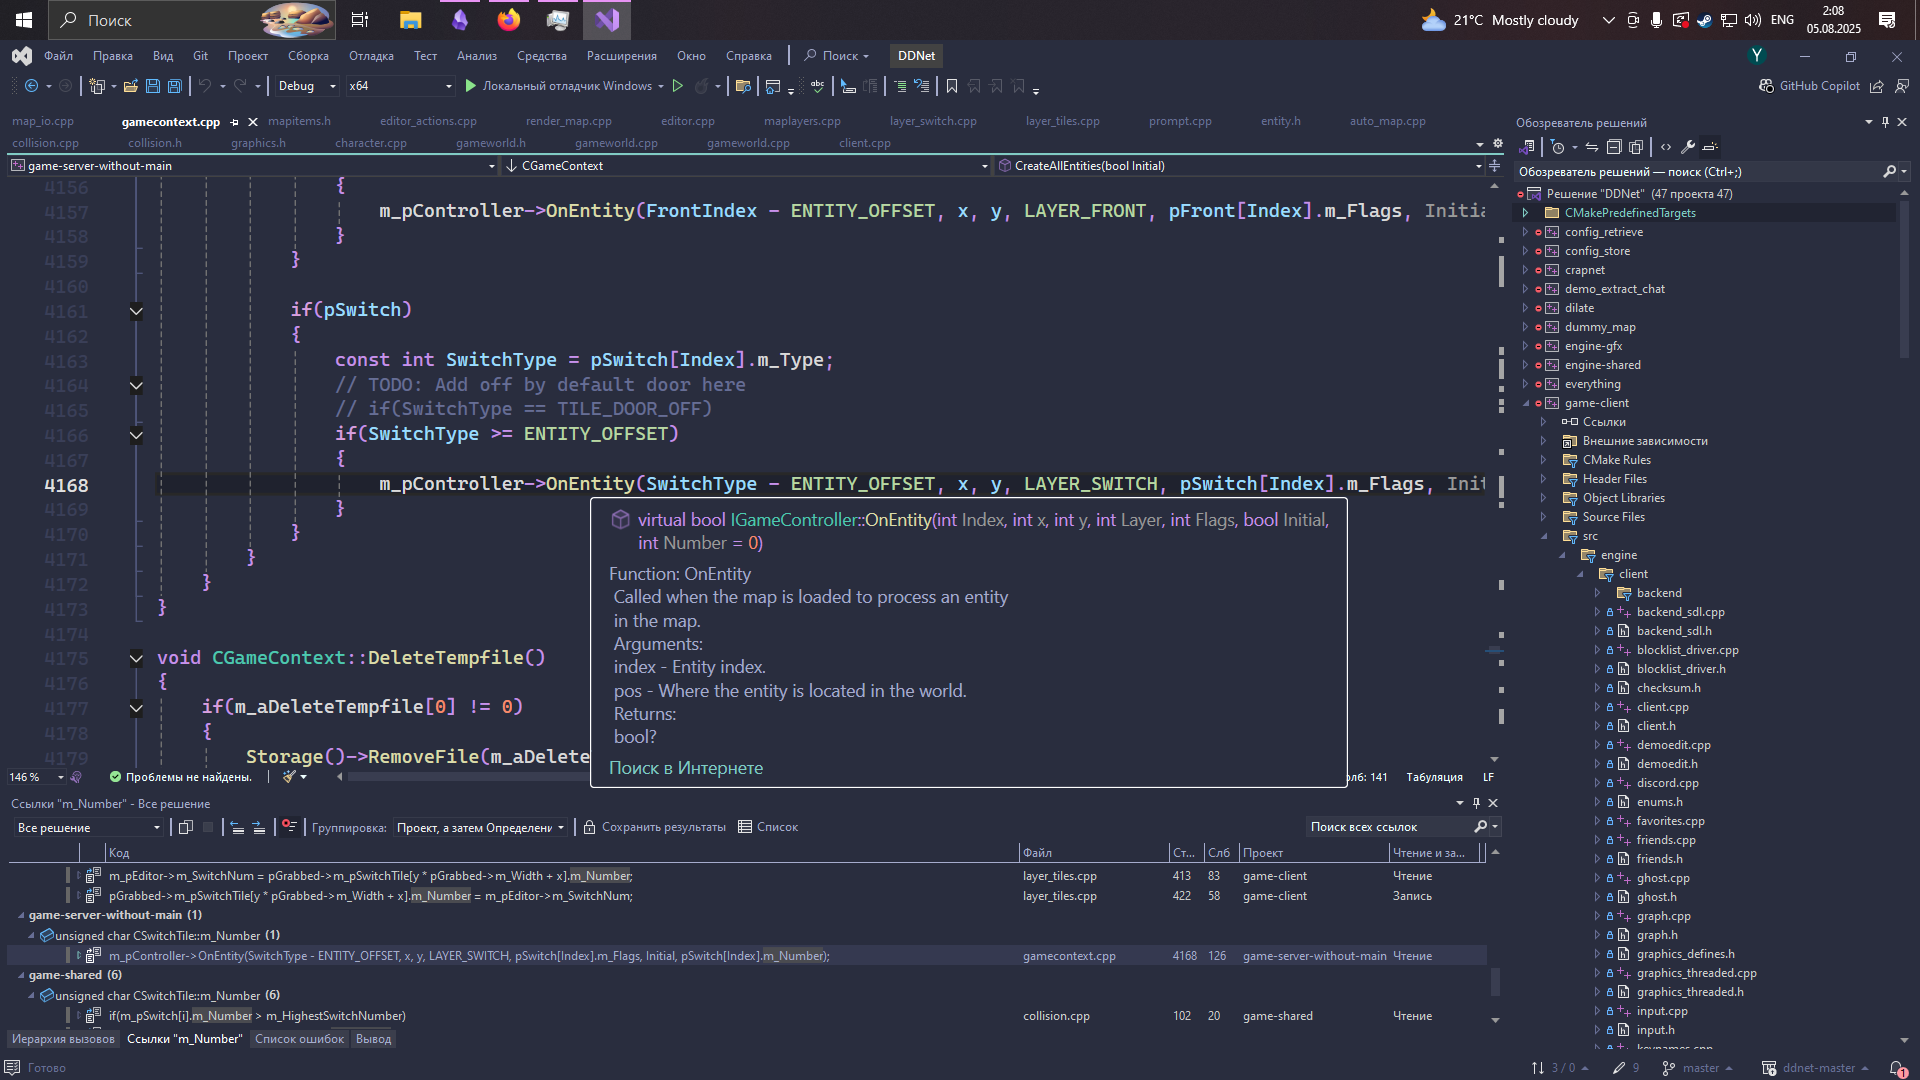 Поиск
21°C Mostly cloudy
ENG
2:08
05.08.2025
Файл Правка Вид Git Проект Сборка Отладка Тест Анализ Средства Расширения Окно Справка Поиск DDNet
Y
Debug x64 Локальный отладчик Windows
GitHub Copilot
map_io.cpp gamecontext.cpp mapitems.h editor_actions.cpp render_map.cpp editor.cpp maplayers.cpp layer_switch.cpp layer_tiles.cpp prompt.cpp entity.h auto_map.cpp
collision.cpp collision.h graphics.h character.cpp gameworld.h gameworld.cpp gameworld.cpp client.cpp
game-server-without-main CGameContext CreateAllEntities(bool Initial)
4156 {
4157 m_pController->OnEntity(FrontIndex - ENTITY_OFFSET, x, y, LAYER_FRONT, pFront[Index].m_Flags, Initia
4158 }
4159 }
4160
4161 if(pSwitch)
4162 {
4163 const int SwitchType = pSwitch[Index].m_Type;
4164 // TODO: Add off by default door here
4165 // if(SwitchType == TILE_DOOR_OFF)
4166 if(SwitchType >= ENTITY_OFFSET)
4167 {
4168 m_pController->OnEntity(SwitchType - ENTITY_OFFSET, x, y, LAYER_SWITCH, pSwitch[Index].m_Flags, Init
4169 }
4170 }
4171 }
4172 }
4173 }
4174
4175 void CGameContext::DeleteTempfile()
4176 {
4177 if(m_aDeleteTempfile[0] != 0)
4178 {
4179 Storage()->RemoveFile(m_aDelete
virtual bool IGameController::OnEntity(int Index, int x, int y, int Layer, int Flags, bool Initial,
int Number = 0)
Function: OnEntity
Called when the map is loaded to process an entity
in the map.
Arguments:
index - Entity index.
pos - Where the entity is located in the world.
Returns:
bool?
Поиск в Интернете
146 % Проблемы не найдены. 141 Табуляция LF
Ссылки "m_Number" - Все решение
Все решение Группировка: Проект, а затем Определени Сохранить результаты Список Поиск всех ссылок
Код Файл Ст... Слб Проект Чтение и за...
m_pEditor->m_SwitchNum = pGrabbed->m_pSwitchTile[y * pGrabbed->m_Width + x].m_Number; layer_tiles.cpp 413 83 game-client Чтение
pGrabbed->m_pSwitchTile[y * pGrabbed->m_Width + x].m_Number = m_pEditor->m_SwitchNum; layer_tiles.cpp 422 58 game-client Запись
game-server-without-main (1)
unsigned char CSwitchTile::m_Number (1)
m_pController->OnEntity(SwitchType - ENTITY_OFFSET, x, y, LAYER_SWITCH, pSwitch[Index].m_Flags, Initial, pSwitch[Index].m_Number); gamecontext.cpp 4168 126 game-server-without-main Чтение
game-shared (6)
unsigned char CSwitchTile::m_Number (6)
if(m_pSwitch[i].m_Number > m_HighestSwitchNumber) collision.cpp 102 20 game-shared Чтение
Иерархия вызовов Ссылки "m_Number" Список ошибок Вывод
Обозреватель решений
Обозреватель решений — поиск (Ctrl+;)
Решение "DDNet" (47 проекта 47)
CMakePredefinedTargets
config_retrieve
config_store
crapnet
demo_extract_chat
dilate
dummy_map
engine-gfx
engine-shared
everything
game-client
Ссылки
Внешние зависимости
CMake Rules
Header Files
Object Libraries
Source Files
src
engine
client
backend
backend_sdl.cpp
backend_sdl.h
blocklist_driver.cpp
blocklist_driver.h
checksum.h
client.cpp
client.h
demoedit.cpp
demoedit.h
discord.cpp
enums.h
favorites.cpp
friends.cpp
friends.h
ghost.cpp
ghost.h
graph.cpp
graph.h
graphics_defines.h
graphics_threaded.cpp
graphics_threaded.h
input.cpp
input.h
keynames.cpp
Готово 3 / 0 9 master ddnet-master 1